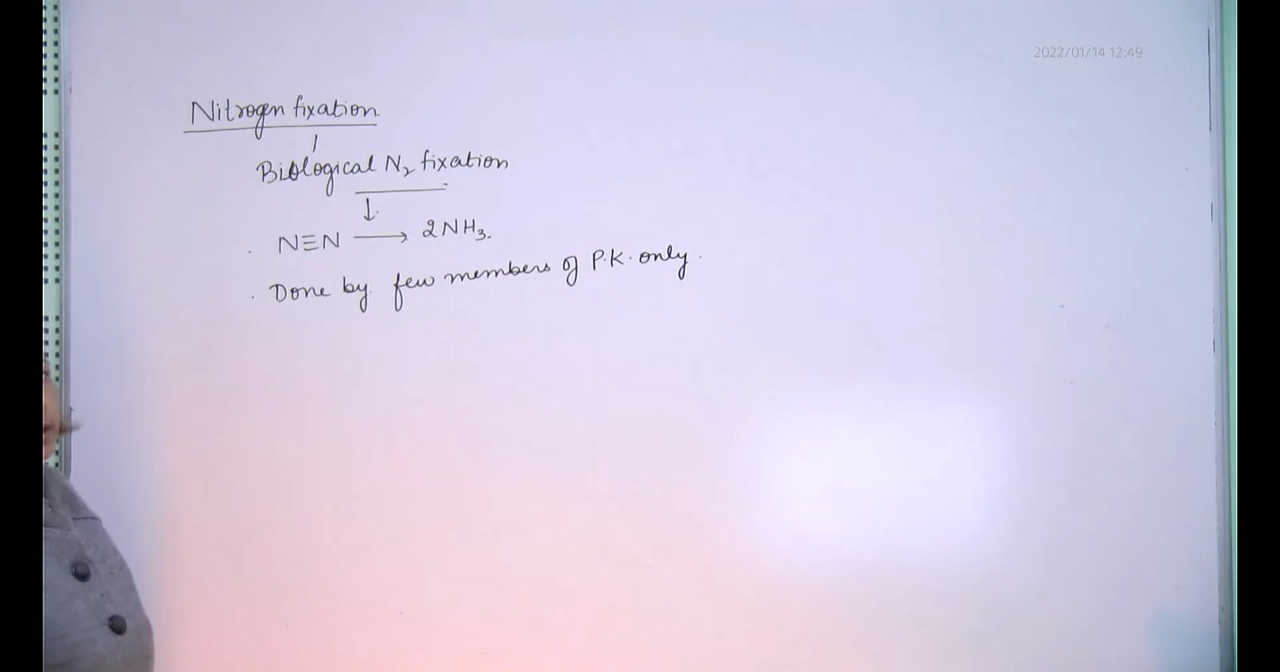 2022/01/14 12:49
Nitrogen fixation
Biological N₂ fixation
↓
N≡N → 2NH₃.
. Done by few members of P.K. only.